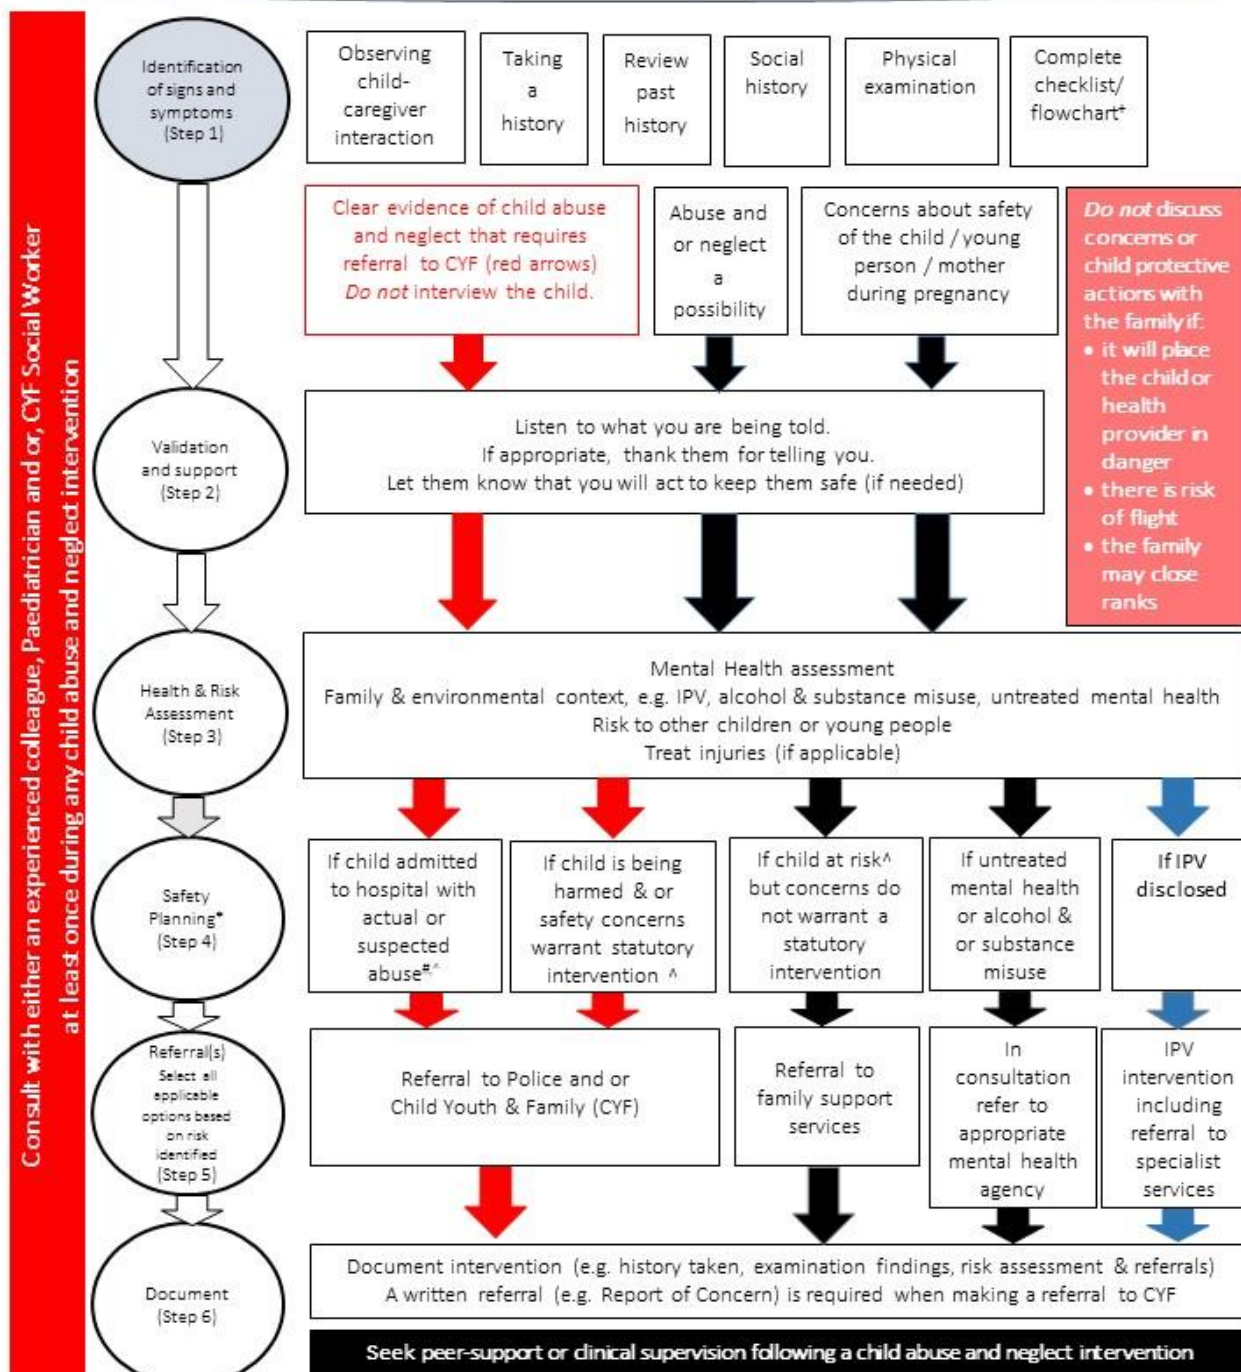 Consult with either an experienced colleague, Paediatrician and or, CYF Social Worker
at least once during any child abuse and neglect intervention
Identification
of signs and
symptoms
(Step 1)
Observing
child-
caregiver
interaction
Taking
a
history
Review
past
history
Social
history
Physical
examination
Complete
checklist/
flowchart⁺
Clear evidence of child abuse
and neglect that requires
referral to CYF (red arrows)
Do not interview the child.
Abuse and
or neglect
a
possibility
Concerns about safety
of the child / young
person / mother
during pregnancy
Do not discuss
concerns or
child protective
actions with
the family if:
• it will place
the child or
health
provider in
danger
• there is risk
of flight
• the family
may close
ranks
Validation
and support
(Step 2)
Listen to what you are being told.
If appropriate, thank them for telling you.
Let them know that you will act to keep them safe (if needed)
Health & Risk
Assessment
(Step 3)
Mental Health assessment
Family & environmental context, e.g. IPV, alcohol & substance misuse, untreated mental health
Risk to other children or young people
Treat injuries (if applicable)
Safety
Planning*
(Step 4)
If child admitted
to hospital with
actual or
suspected
abuse#,^
If child is being
harmed & or
safety concerns
warrant statutory
intervention ^
If child at risk^
but concerns do
not warrant a
statutory
intervention
If untreated
mental health
or alcohol &
or substance
misuse
If IPV
disclosed
Referral(s)
Select all
applicable
options based
on risk
identified
(Step 5)
Referral to Police and or
Child Youth & Family (CYF)
Referral to
family support
services
In
consultation
refer to
appropriate
mental health
agency
IPV
intervention
including
referral to
specialist
services
Document
(Step 6)
Document intervention (e.g. history taken, examination findings, risk assessment & referrals)
A written referral (e.g. Report of Concern) is required when making a referral to CYF
Seek peer-support or clinical supervision following a child abuse and neglect intervention